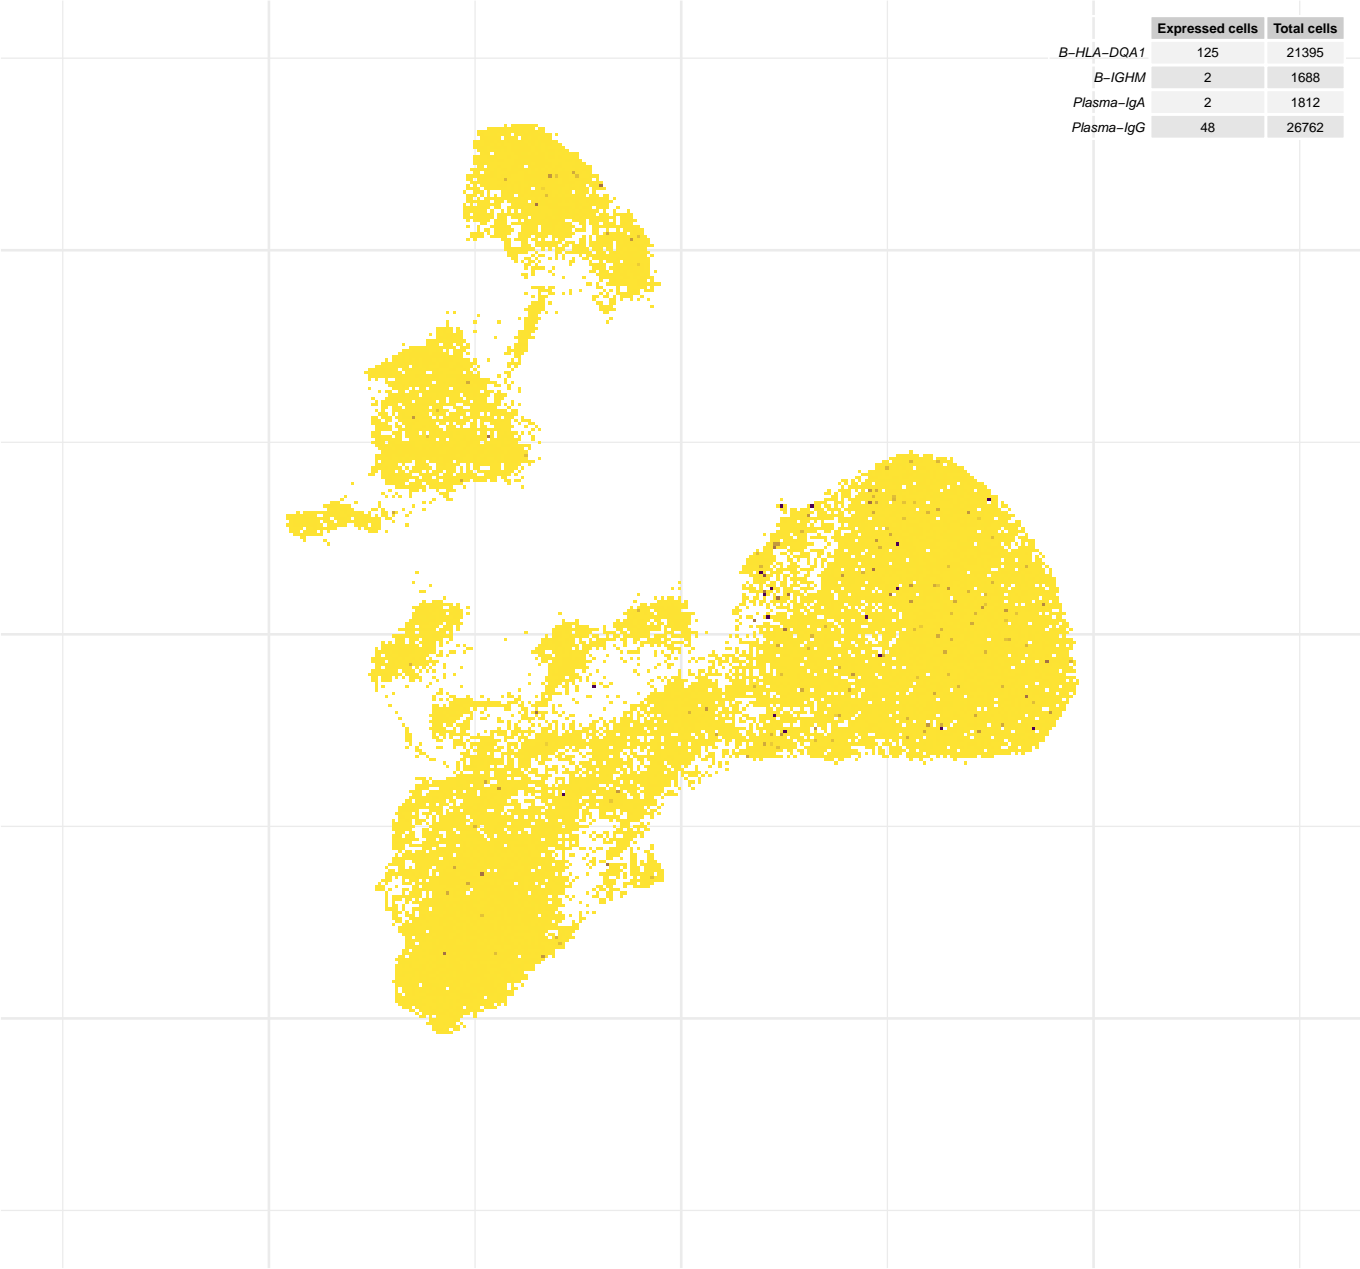 Expressed cells Total cells
B−HLA−DQA1 125 21395
B−IGHM 2 1688
Plasma−IgA 2 1812
Plasma−IgG 48 26762